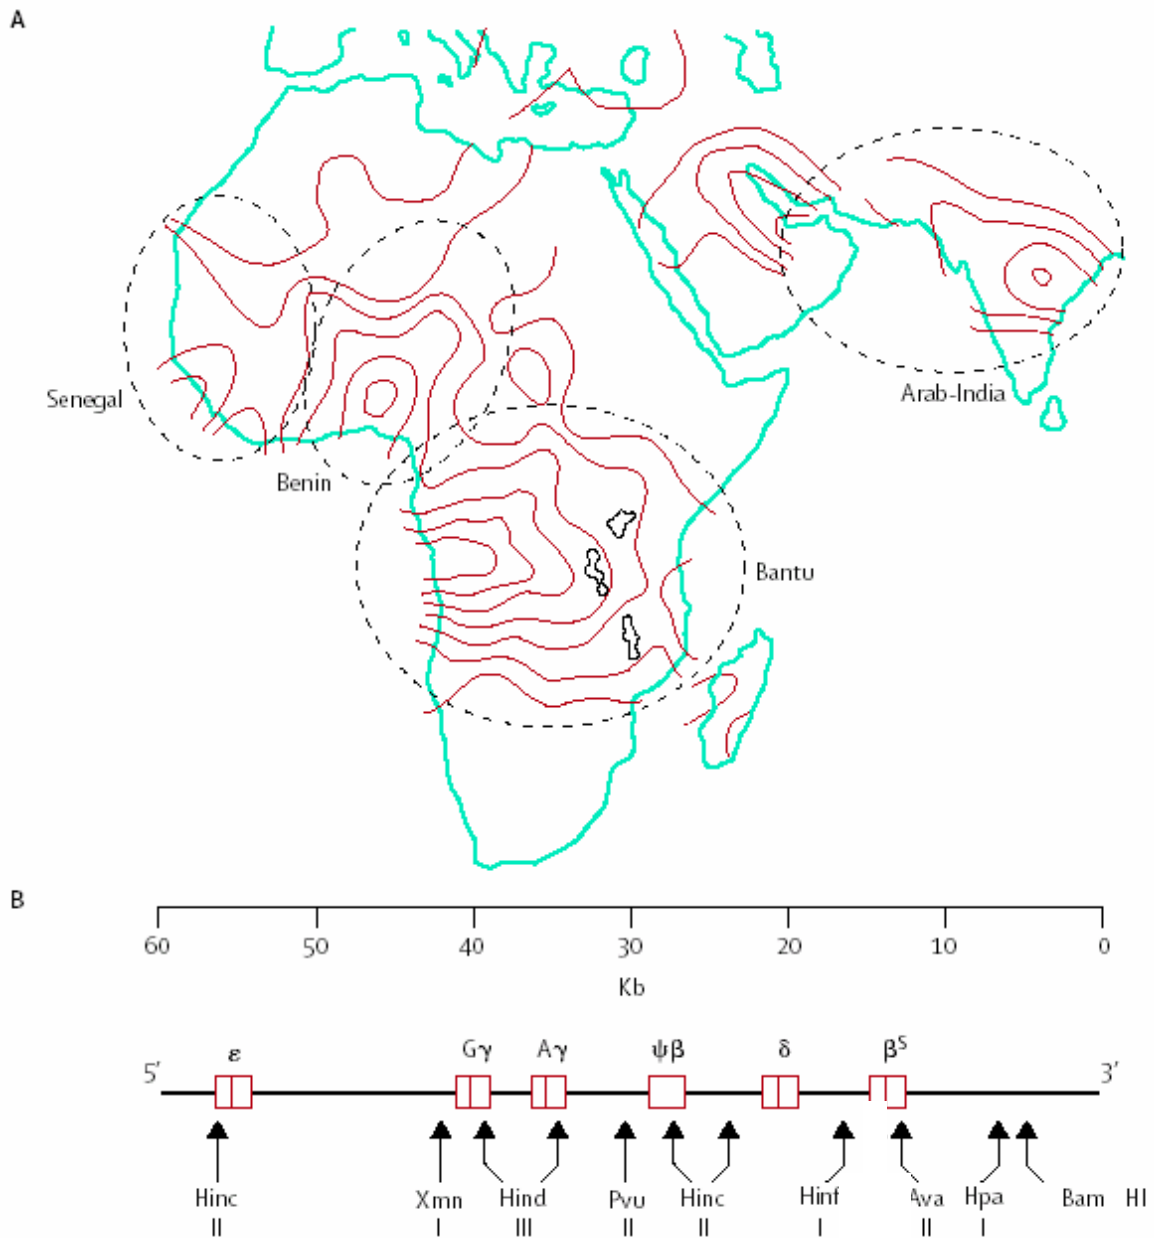 A
Senegal
Benin
Arab-India
Bantu
B
60 50 40 30 20 10 0
Kb
5′ ε Gγ Aγ ψβ δ βS 3′
Hinc Xmn Hind Pvu Hinc Hinf Ava Hpa Bam HI
II I III II II I II I